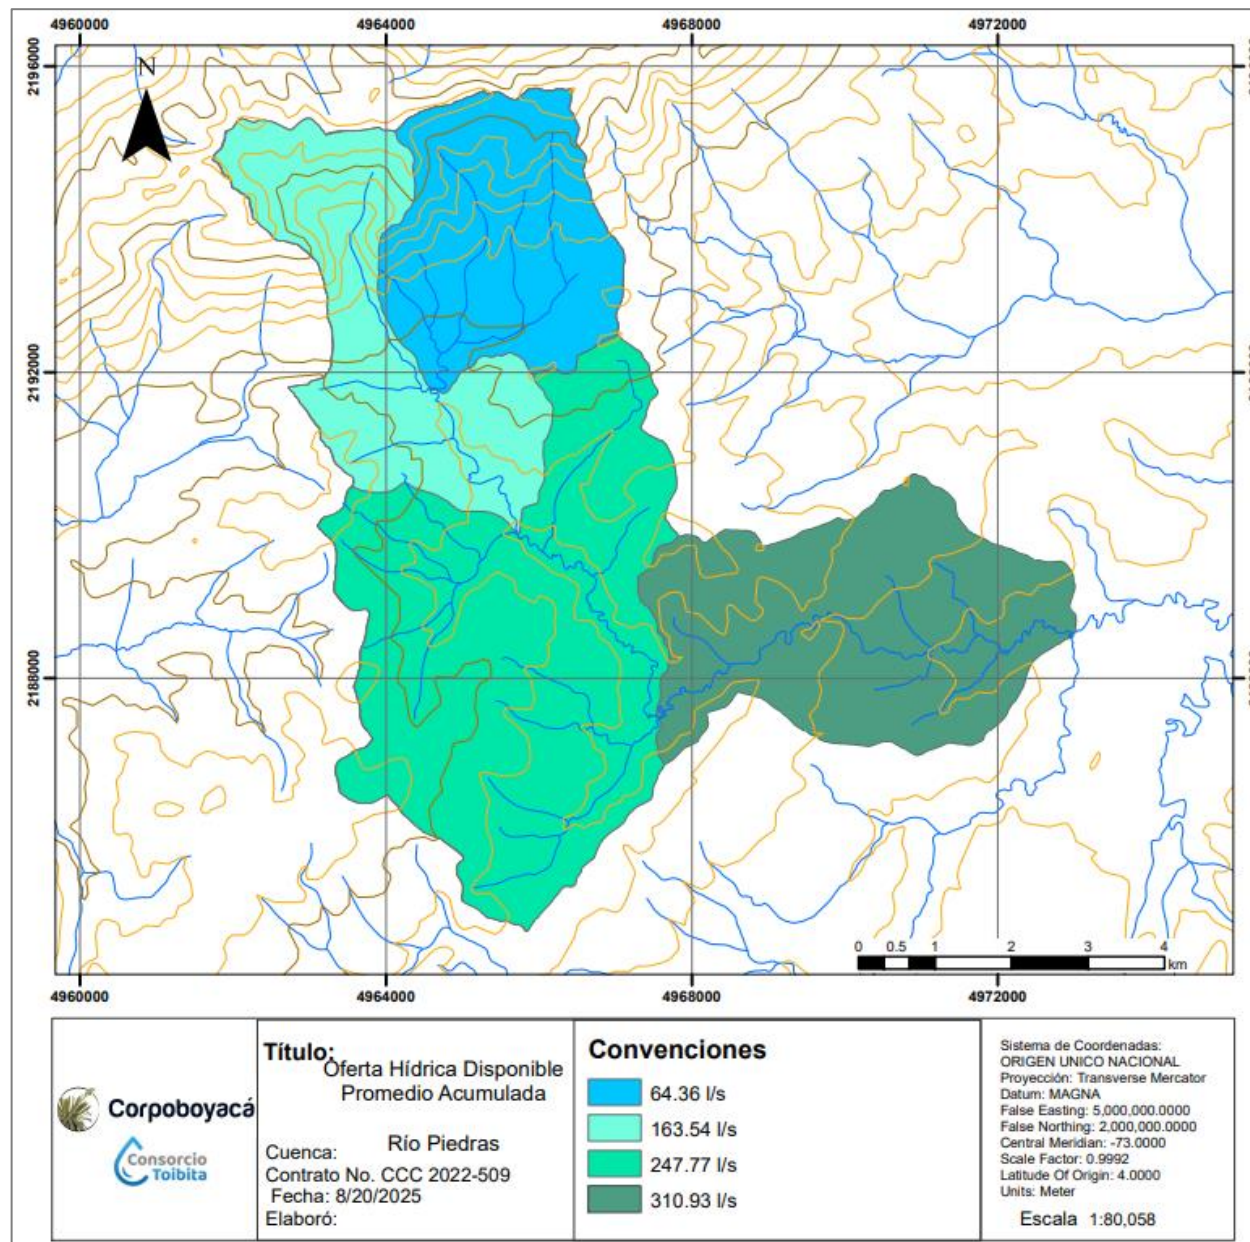 4960000
4964000
4968000
4972000
2196000
2192000
2188000
N
0 0.5 1 2 3 4
km
4960000
4964000
4968000
4972000
Corpoboyacá
Consorcio
Toibita
Título:
Oferta Hídrica Disponible
Promedio Acumulada
Cuenca: Río Piedras
Contrato No. CCC 2022-509
Fecha: 8/20/2025
Elaboró:
Convenciones
64.36 l/s
163.54 l/s
247.77 l/s
310.93 l/s
Sistema de Coordenadas:
ORIGEN UNICO NACIONAL
Proyección: Transverse Mercator
Datum: MAGNA
False Easting: 5,000,000.0000
False Northing: 2,000,000.0000
Central Meridian: -73.0000
Scale Factor: 0.9992
Latitude Of Origin: 4.0000
Units: Meter
Escala 1:80,058